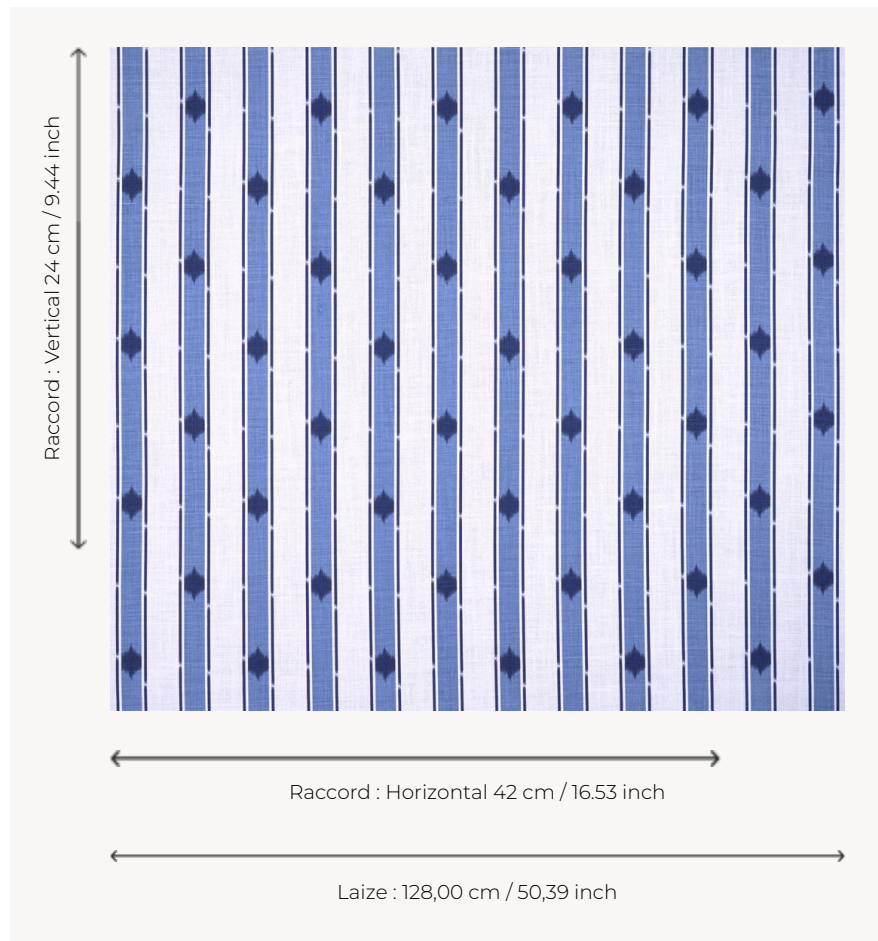 Raccord : Vertical 24 cm / 9.44 inch
Raccord : Horizontal 42 cm / 16.53 inch
Laize : 128,00 cm / 50,39 inch